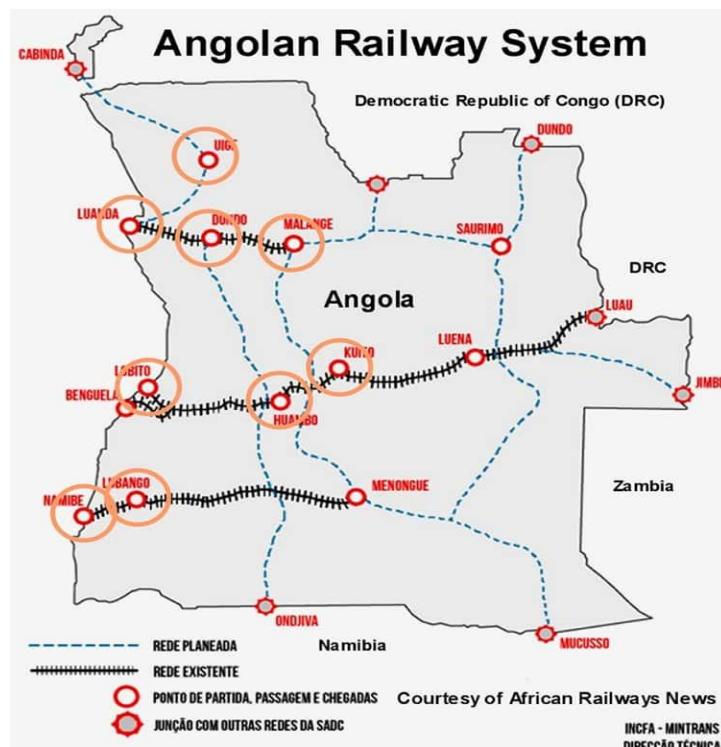 Angolan Railway System
CABINDA
Democratic Republic of Congo (DRC)
DUNDO
UIGE
LUANDA
DONDO
MALANGE
SAURIMO
DRC
Angola
LUAU
LUENA
KUITO
LOBITO
BENGUELA
HUAMBO
JIMBE
LUBANGO
NAMIBE
MENONGUE
Zambia
ONDJIVA
Namibia
MUCUSSO
REDE PLANEADA
REDE EXISTENTE
PONTO DE PARTIDA, PASSAGEM E CHEGADAS
Courtesy of African Railways News
JUNÇÃO COM OUTRAS REDES DA SADC
INCFA - MINTRANS
DIRECÇÃO TÉCNICA